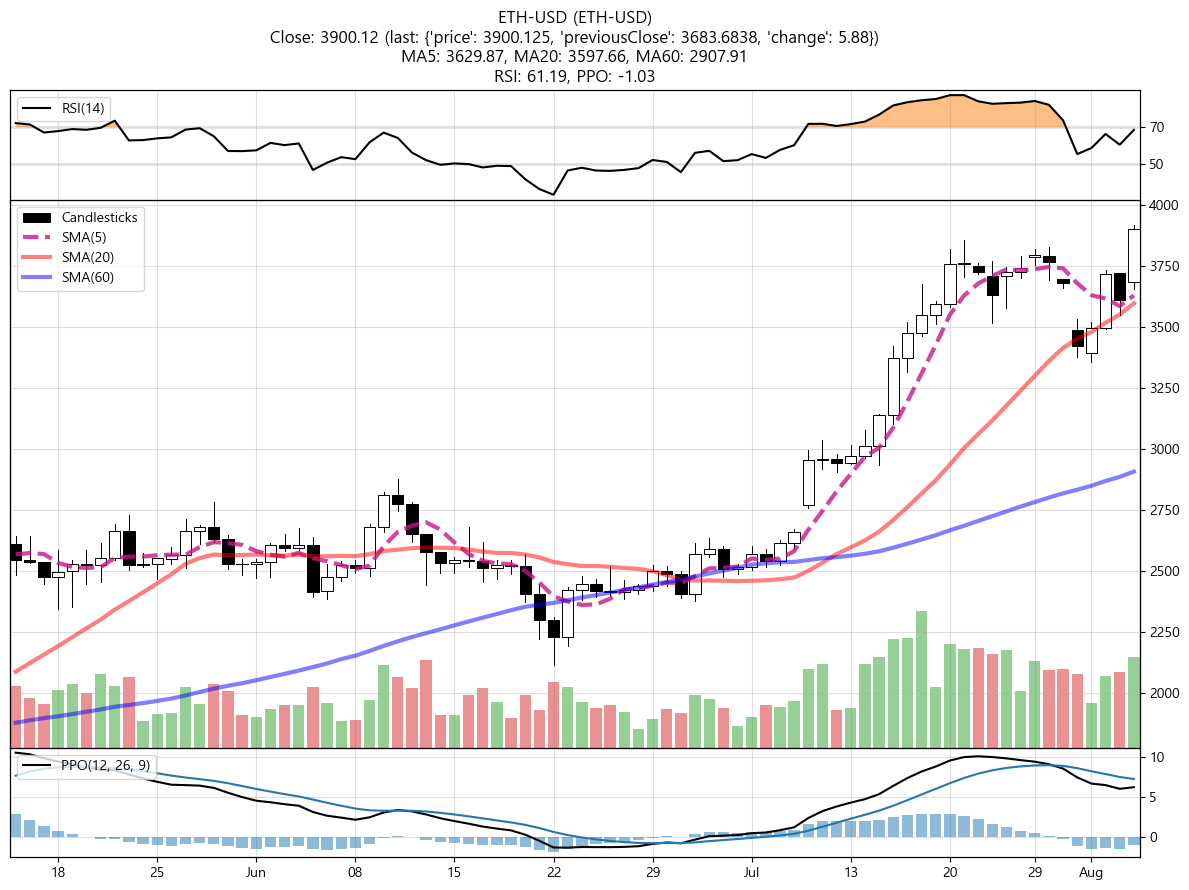 ETH-USD (ETH-USD)
Close: 3900.12 (last: {'price': 3900.125, 'previousClose': 3683.6838, 'change': 5.88})
MA5: 3629.87, MA20: 3597.66, MA60: 2907.91
RSI: 61.19, PPO: -1.03
RSI(14)
70
50
Candlesticks
SMA(5)
SMA(20)
SMA(60)
4000
3750
3500
3250
3000
2750
2500
2250
2000
PPO(12, 26, 9)
10
5
0
18 25 Jun 08 15 22 29 Jul 13 20 29 Aug